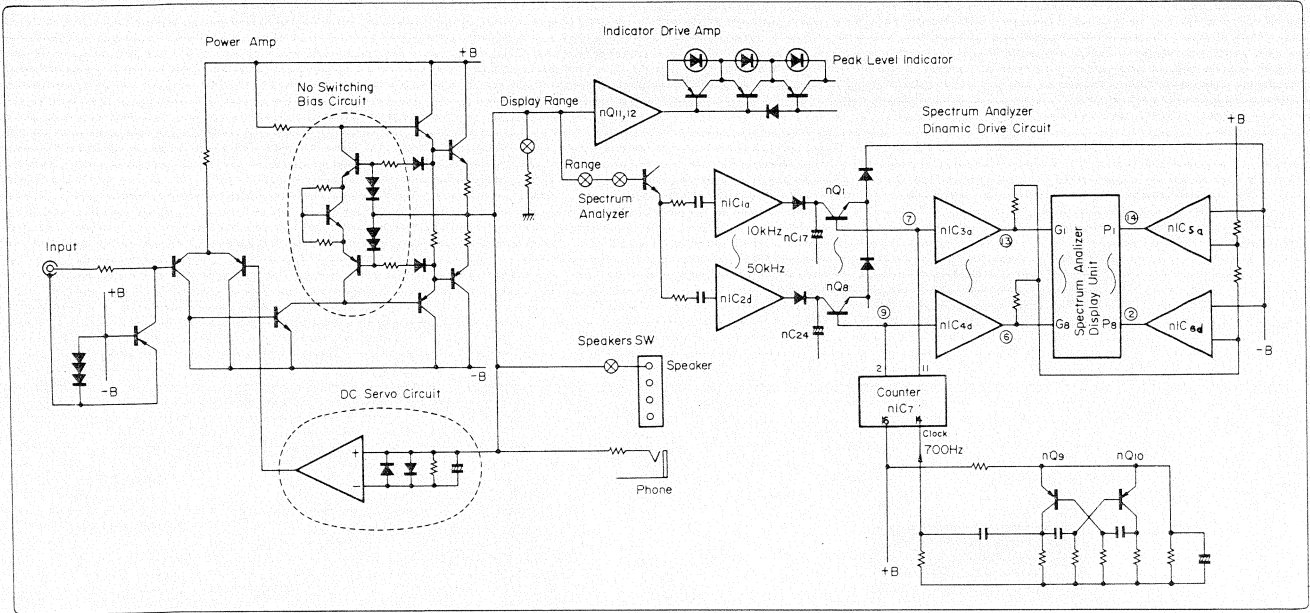 Power Amp
+B
No Switching
Bias Circuit
Input
+B
-B
-B
DC Servo Circuit
+
-
Indicator Drive Amp
Peak Level Indicator
Display Range
nQ11,12
Range
Spectrum
Analyzer
Speakers SW
Speaker
Phone
nIC1a
10kHz
nC17
nQ1
50kHz
nIC2d
nC24
nQ8
Spectrum Analyzer
Dinamic Drive Circuit
+B
7
nIC3a
13
G1
Spectrum Analizer
Display Unit
P1
14
nIC5a
9
nIC4d
6
G8
P8
2
nIC6d
-B
2
11
Counter
nIC7
16
14
Clock
700Hz
nQ9
nQ10
+B